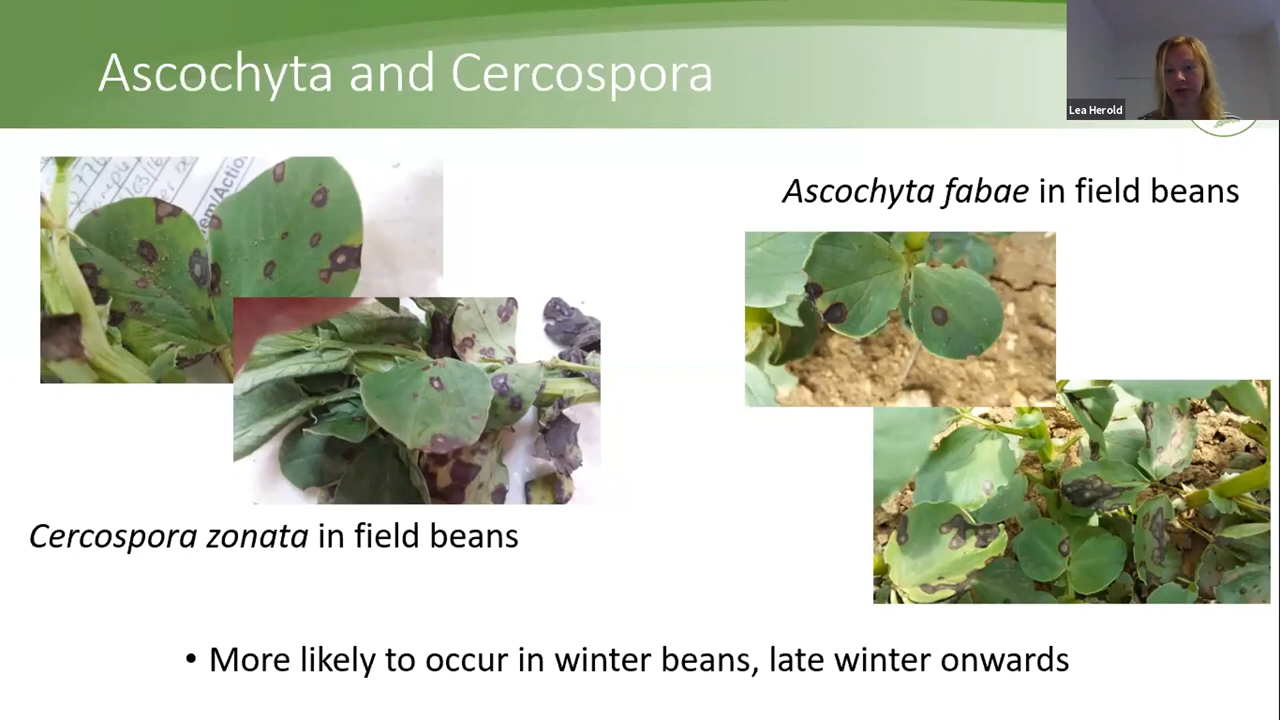 Ascochyta and Cercospora
Lea Herold
Ascochyta fabae in field beans
Cercospora zonata in field beans
• More likely to occur in winter beans, late winter onwards